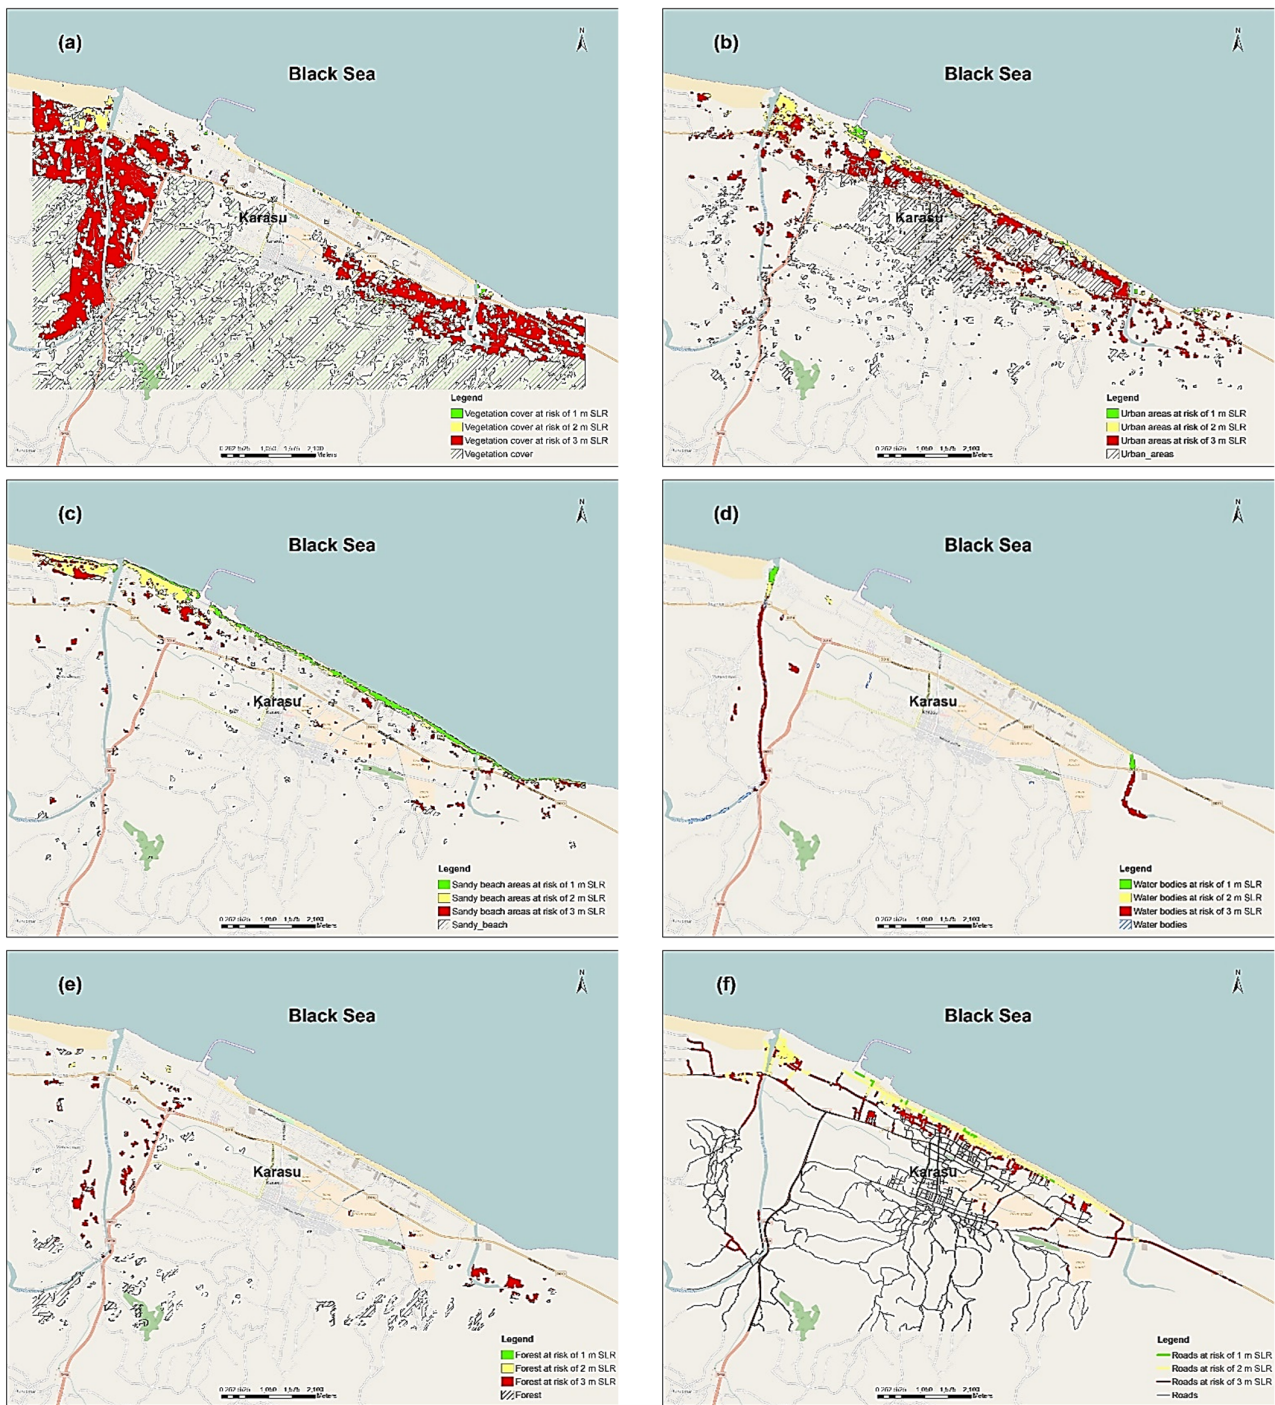 (a)
N
Black Sea
Karasu
Legend
Vegetation cover at risk of 1 m SLR
Vegetation cover at risk of 2 m SLR
Vegetation cover at risk of 3 m SLR
Vegetation cover
Meters
(b)
N
Black Sea
Karasu
Legend
Urban areas at risk of 1 m SLR
Urban areas at risk of 2 m SLR
Urban areas at risk of 3 m SLR
Urban_areas
Meters
(c)
N
Black Sea
Karasu
Legend
Sandy beach areas at risk of 1 m SLR
Sandy beach areas at risk of 2 m SLR
Sandy beach areas at risk of 3 m SLR
Sandy_beach
Meters
(d)
N
Black Sea
Karasu
Legend
Water bodies at risk of 1 m SLR
Water bodies at risk of 2 m SLR
Water bodies at risk of 3 m SLR
Water bodies
Meters
(e)
N
Black Sea
Karasu
Legend
Forest at risk of 1 m SLR
Forest at risk of 2 m SLR
Forest at risk of 3 m SLR
Forest
Meters
(f)
N
Black Sea
Karasu
Legend
Roads at risk of 1 m SLR
Roads at risk of 2 m SLR
Roads at risk of 3 m SLR
Roads
Meters